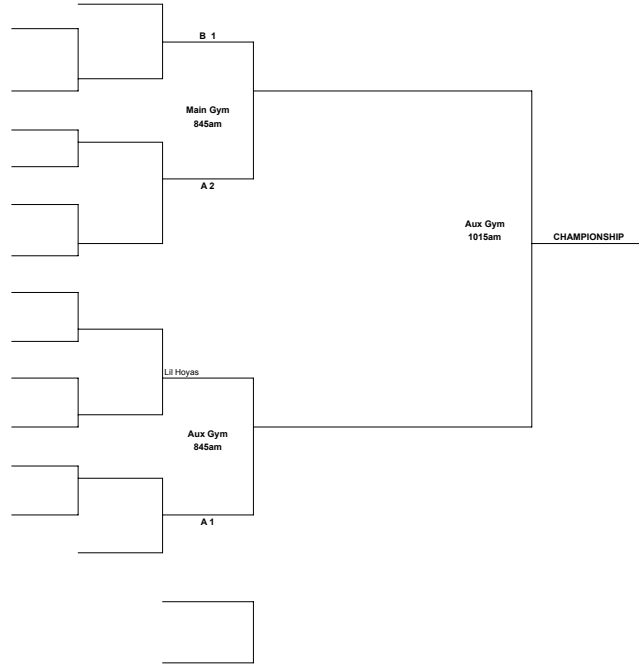 B 1
Main Gym
845am
A 2
Aux Gym
1015am
CHAMPIONSHIP
Lil Hoyas
Aux Gym
845am
A 1